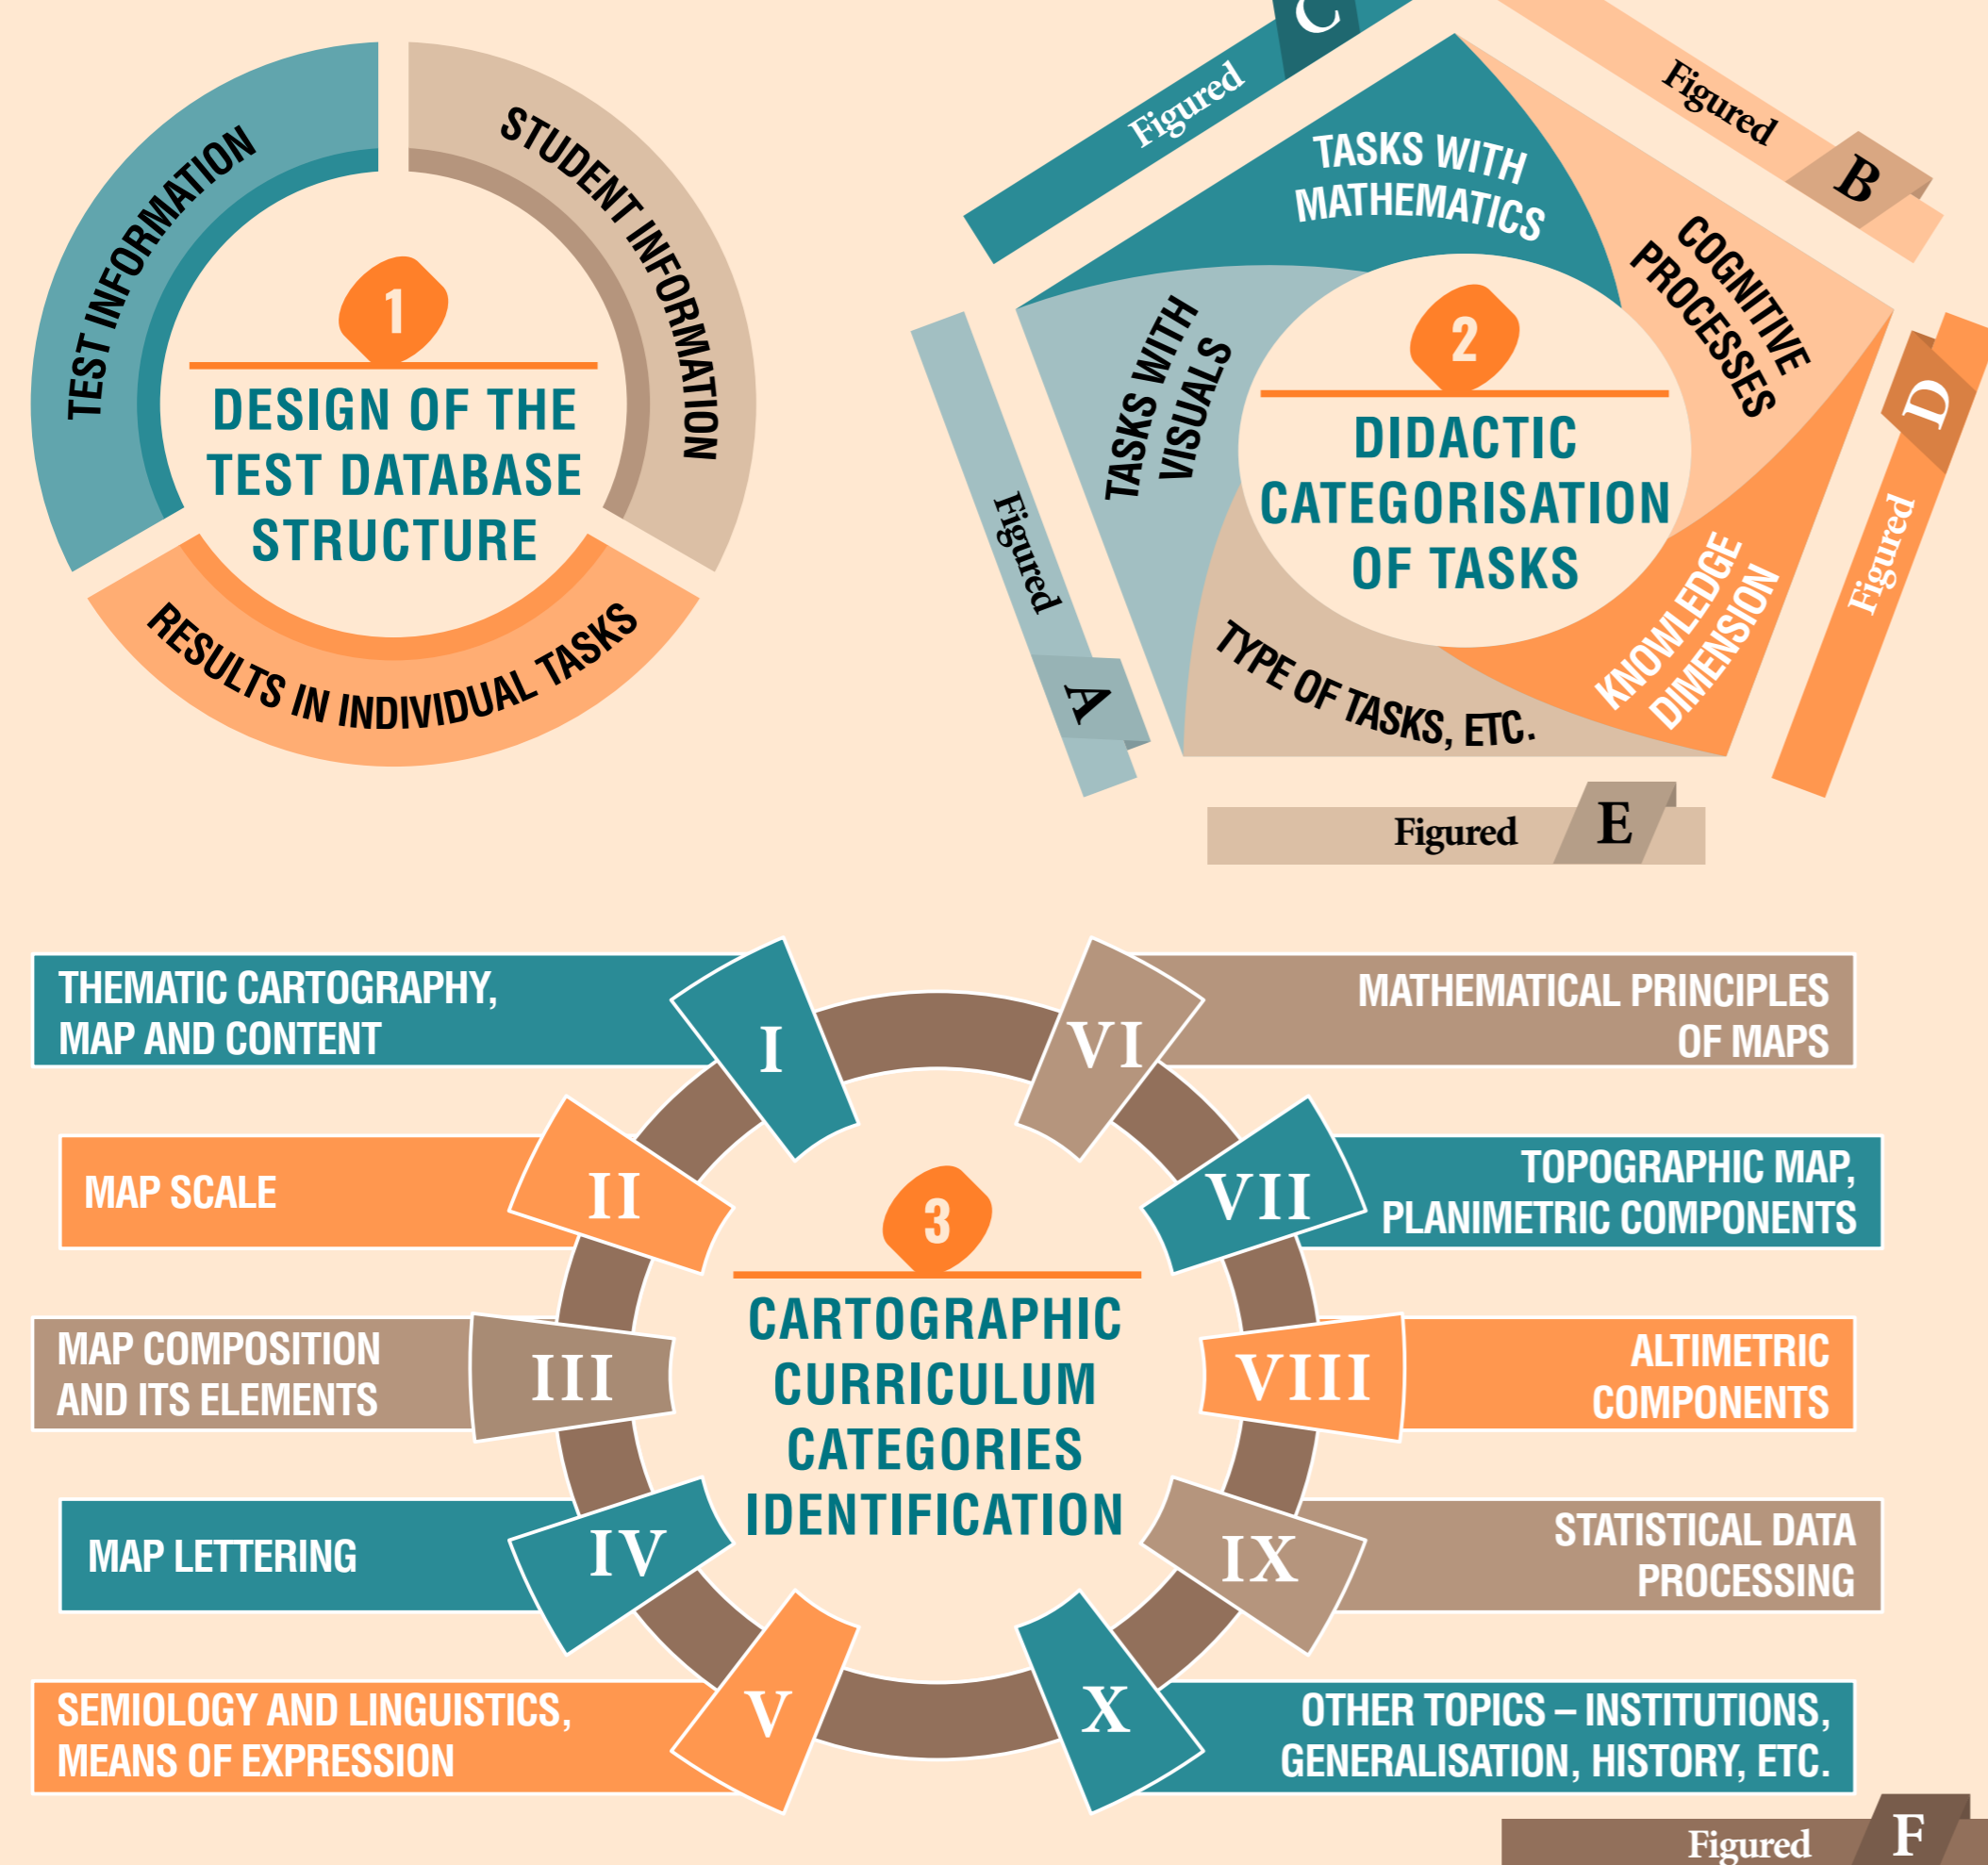 TEST INFORMATION
STUDENT INFORMATION
RESULTS IN INDIVIDUAL TASKS
1
DESIGN OF THE
TEST DATABASE
STRUCTURE
Figured C
Figured B
Figured A
Figured D
Figured E
TASKS WITH
MATHEMATICS
COGNITIVE
PROCESSES
TASKS WITH
VISUALS
KNOWLEDGE
DIMENSION
TYPE OF TASKS, ETC.
2
DIDACTIC
CATEGORISATION
OF TASKS
THEMATIC CARTOGRAPHY,
MAP AND CONTENT
I
MAP SCALE
II
MAP COMPOSITION
AND ITS ELEMENTS
III
MAP LETTERING
IV
SEMIOLOGY AND LINGUISTICS,
MEANS OF EXPRESSION
V
3
CARTOGRAPHIC
CURRICULUM
CATEGORIES
IDENTIFICATION
VI
MATHEMATICAL PRINCIPLES
OF MAPS
VII
TOPOGRAPHIC MAP,
PLANIMETRIC COMPONENTS
VIII
ALTIMETRIC
COMPONENTS
IX
STATISTICAL DATA
PROCESSING
X
OTHER TOPICS – INSTITUTIONS,
GENERALISATION, HISTORY, ETC.
Figured F